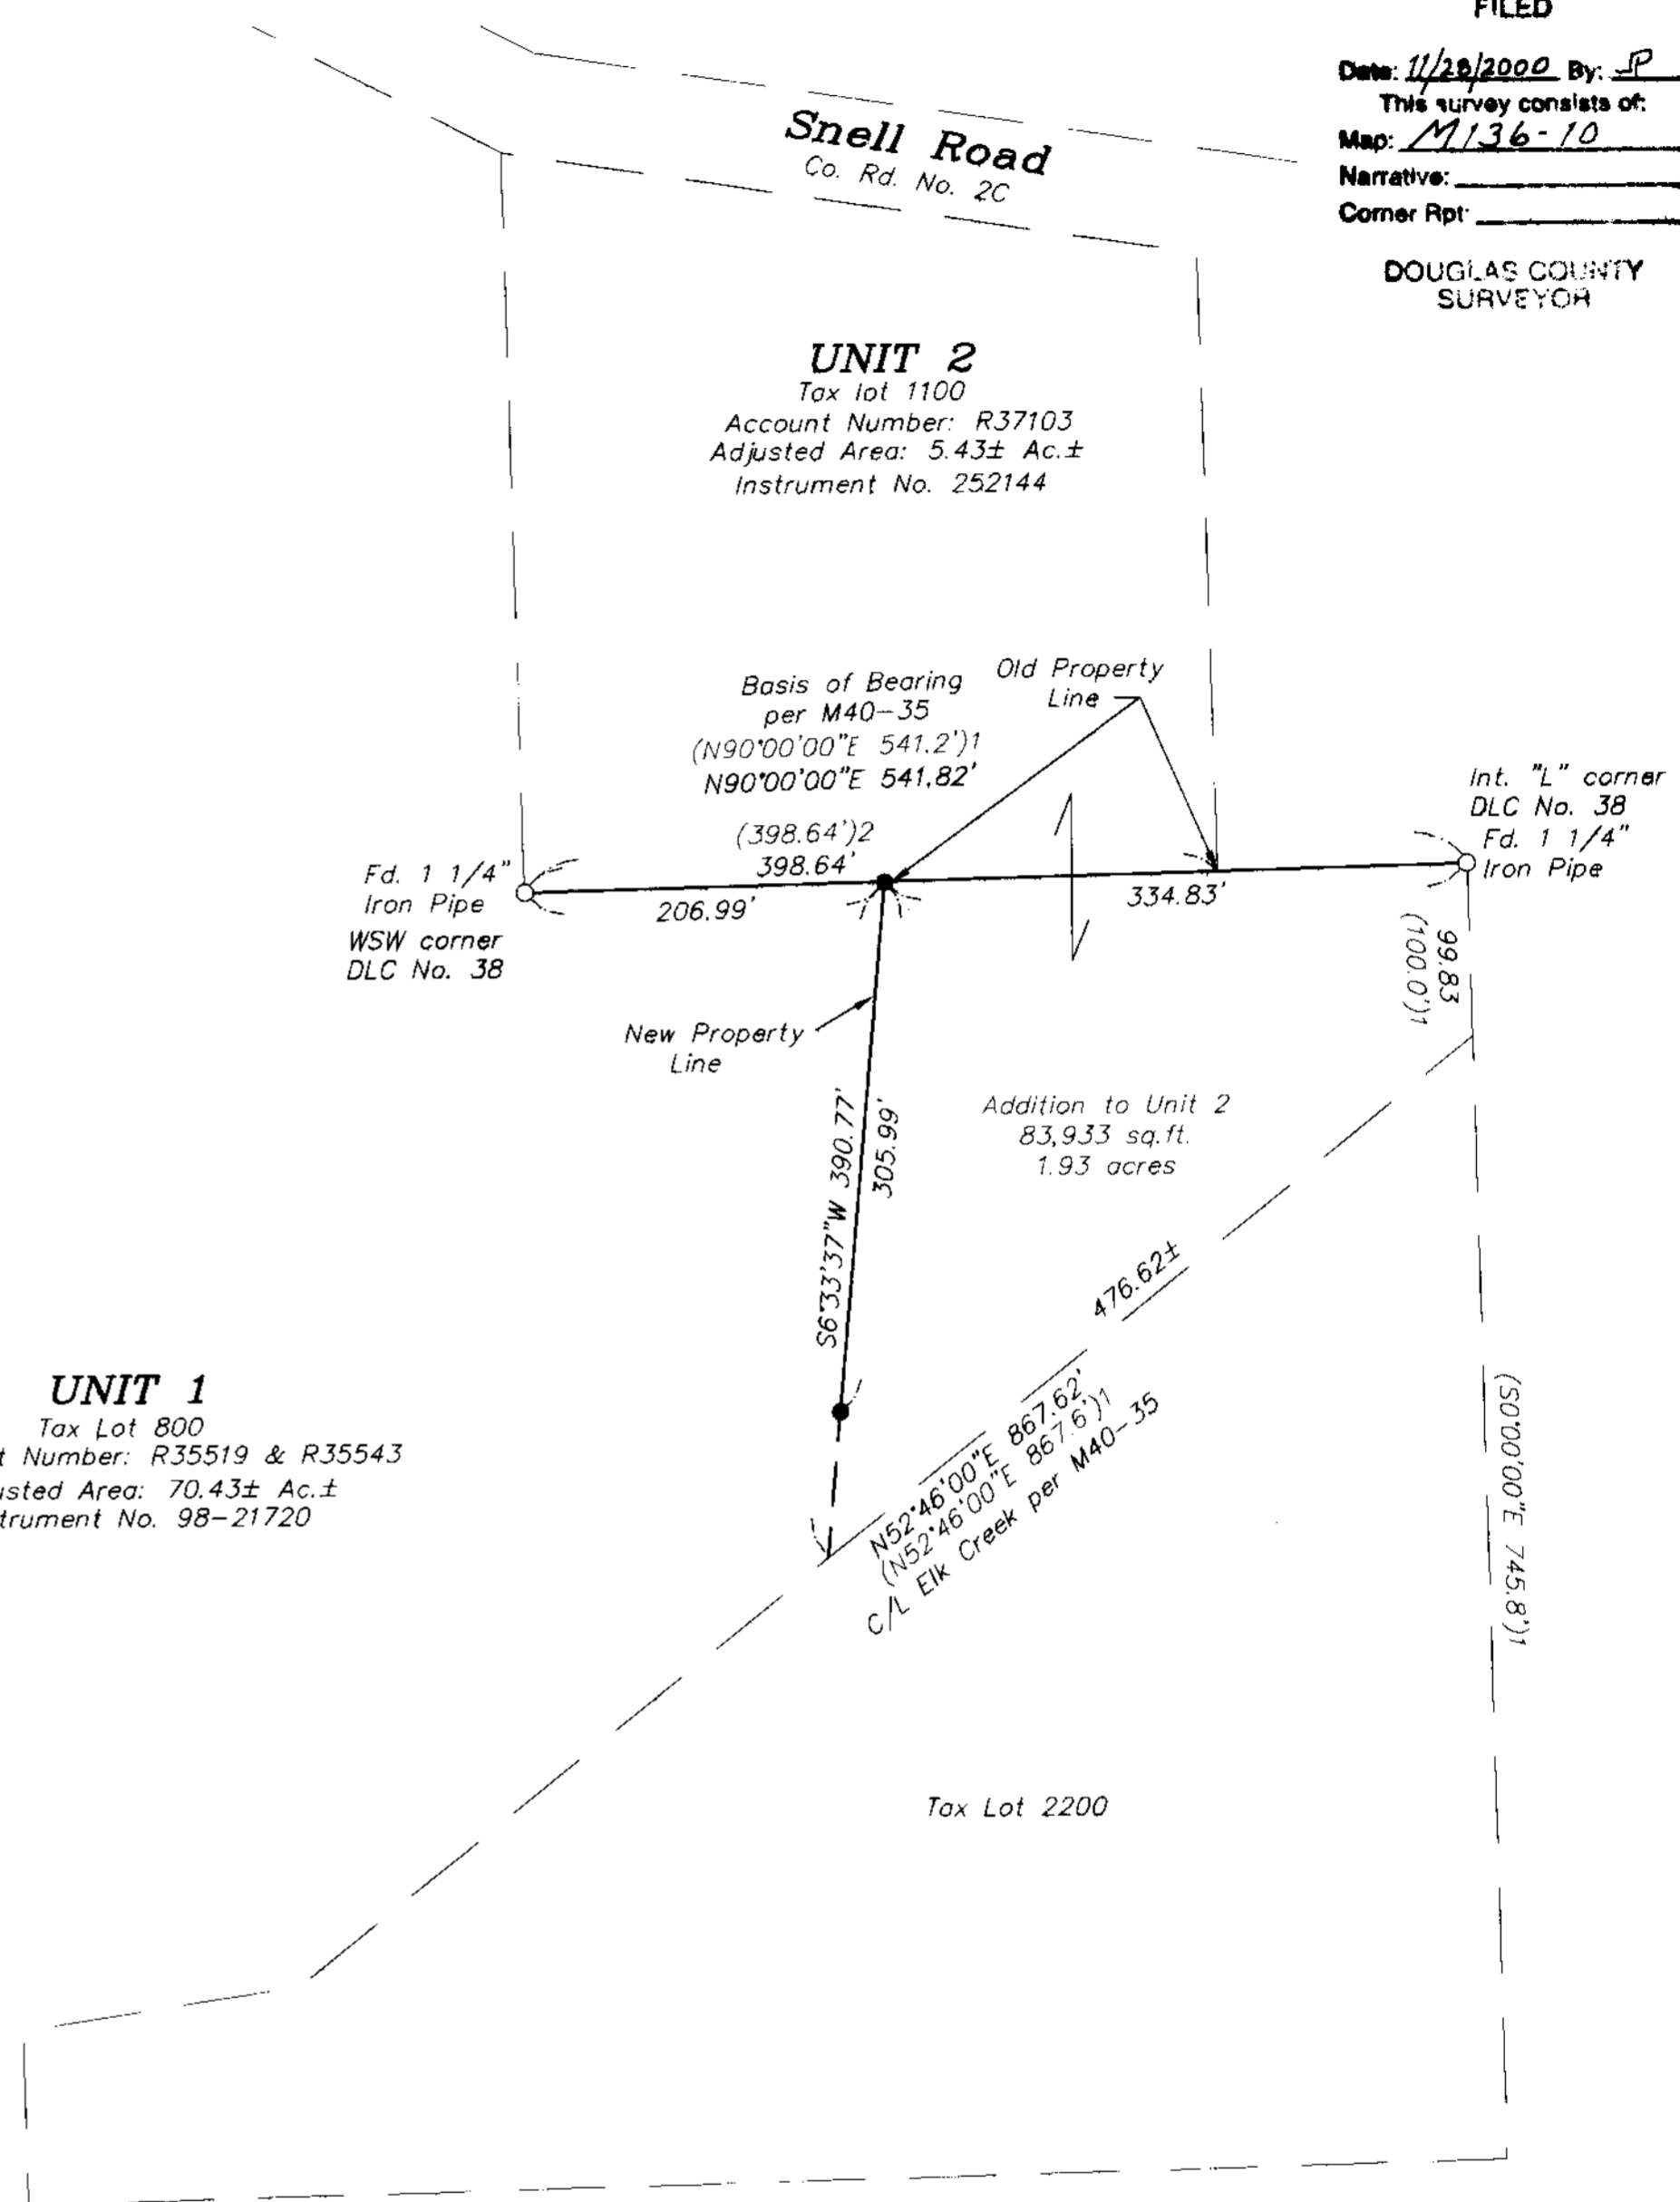 FILED
Date: 11/28/2000 By: JP
This survey consists of:
Map: M136-10
Narrative:
Corner Rpt:
DOUGLAS COUNTY
SURVEYOR
Snell Road
Co. Rd. No. 2C
UNIT 2
Tax lot 1100
Account Number: R37103
Adjusted Area: 5.43± Ac.±
Instrument No. 252144
Basis of Bearing
per M40-35
(N90°00'00"E 541.2')1
N90°00'00"E 541.82'
Old Property
Line
(398.64')2
398.64'
206.99'
334.83'
Fd. 1 1/4"
Iron Pipe
WSW corner
DLC No. 38
Int. "L" corner
DLC No. 38
Fd. 1 1/4"
Iron Pipe
99.83
(100.0')1
New Property
Line
S6°33'37"W 390.77'
305.99'
Addition to Unit 2
83,933 sq.ft.
1.93 acres
476.62±
N52°46'00"E 867.62'
(N52°46'00"E 867.6')1
C/L Elk Creek per M40-35
(S0°00'00"E 745.8')1
UNIT 1
Tax Lot 800
t Number: R35519 & R35543
usted Area: 70.43± Ac.±
trument No. 98-21720
Tax Lot 2200